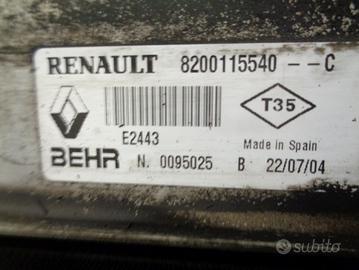 RENAULT 8200115540 - - C
T35
E2443
Made in Spain
BEHR N. 0095025 B 22/07/04
subito